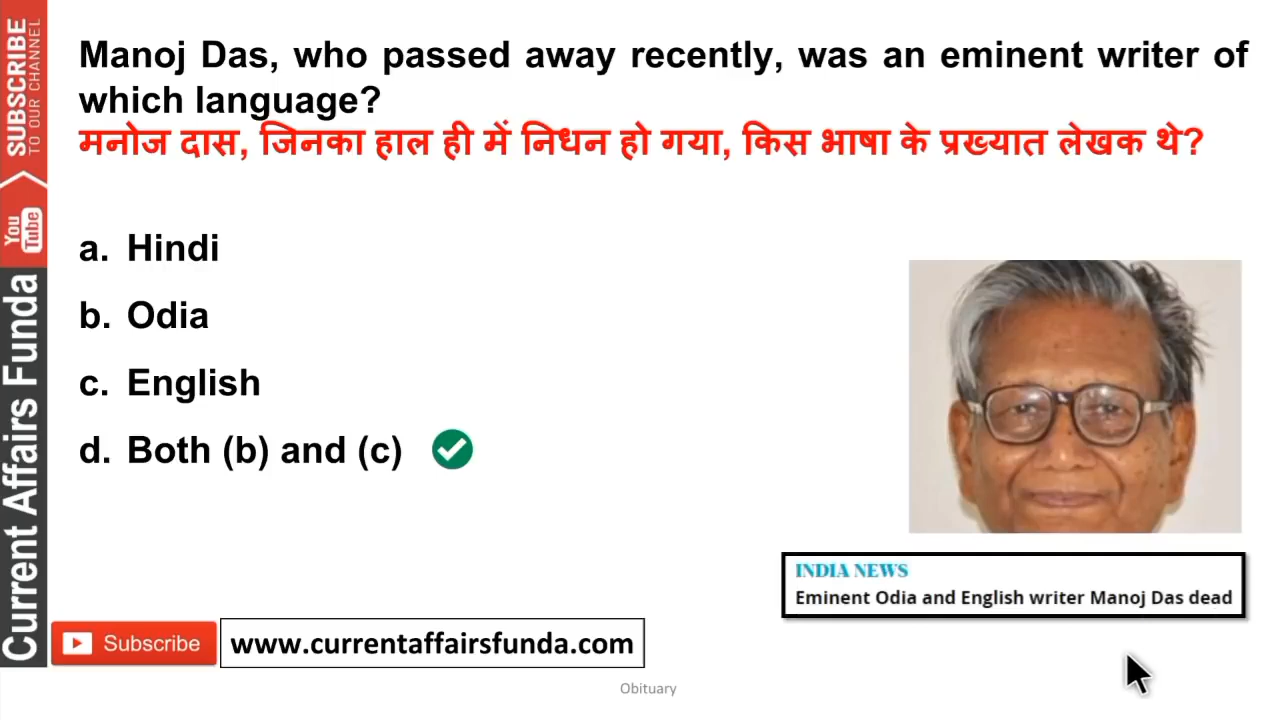 SUBSCRIBE
TO OUR CHANNEL
You
Tube
Current Affairs Funda
Manoj Das, who passed away recently, was an eminent writer of
which language?
मनोज दास, जिनका हाल ही में निधन हो गया, किस भाषा के प्रख्यात लेखक थे?
a. Hindi
b. Odia
c. English
d. Both (b) and (c)
INDIA NEWS
Eminent Odia and English writer Manoj Das dead
Subscribe
www.currentaffairsfunda.com
Obituary